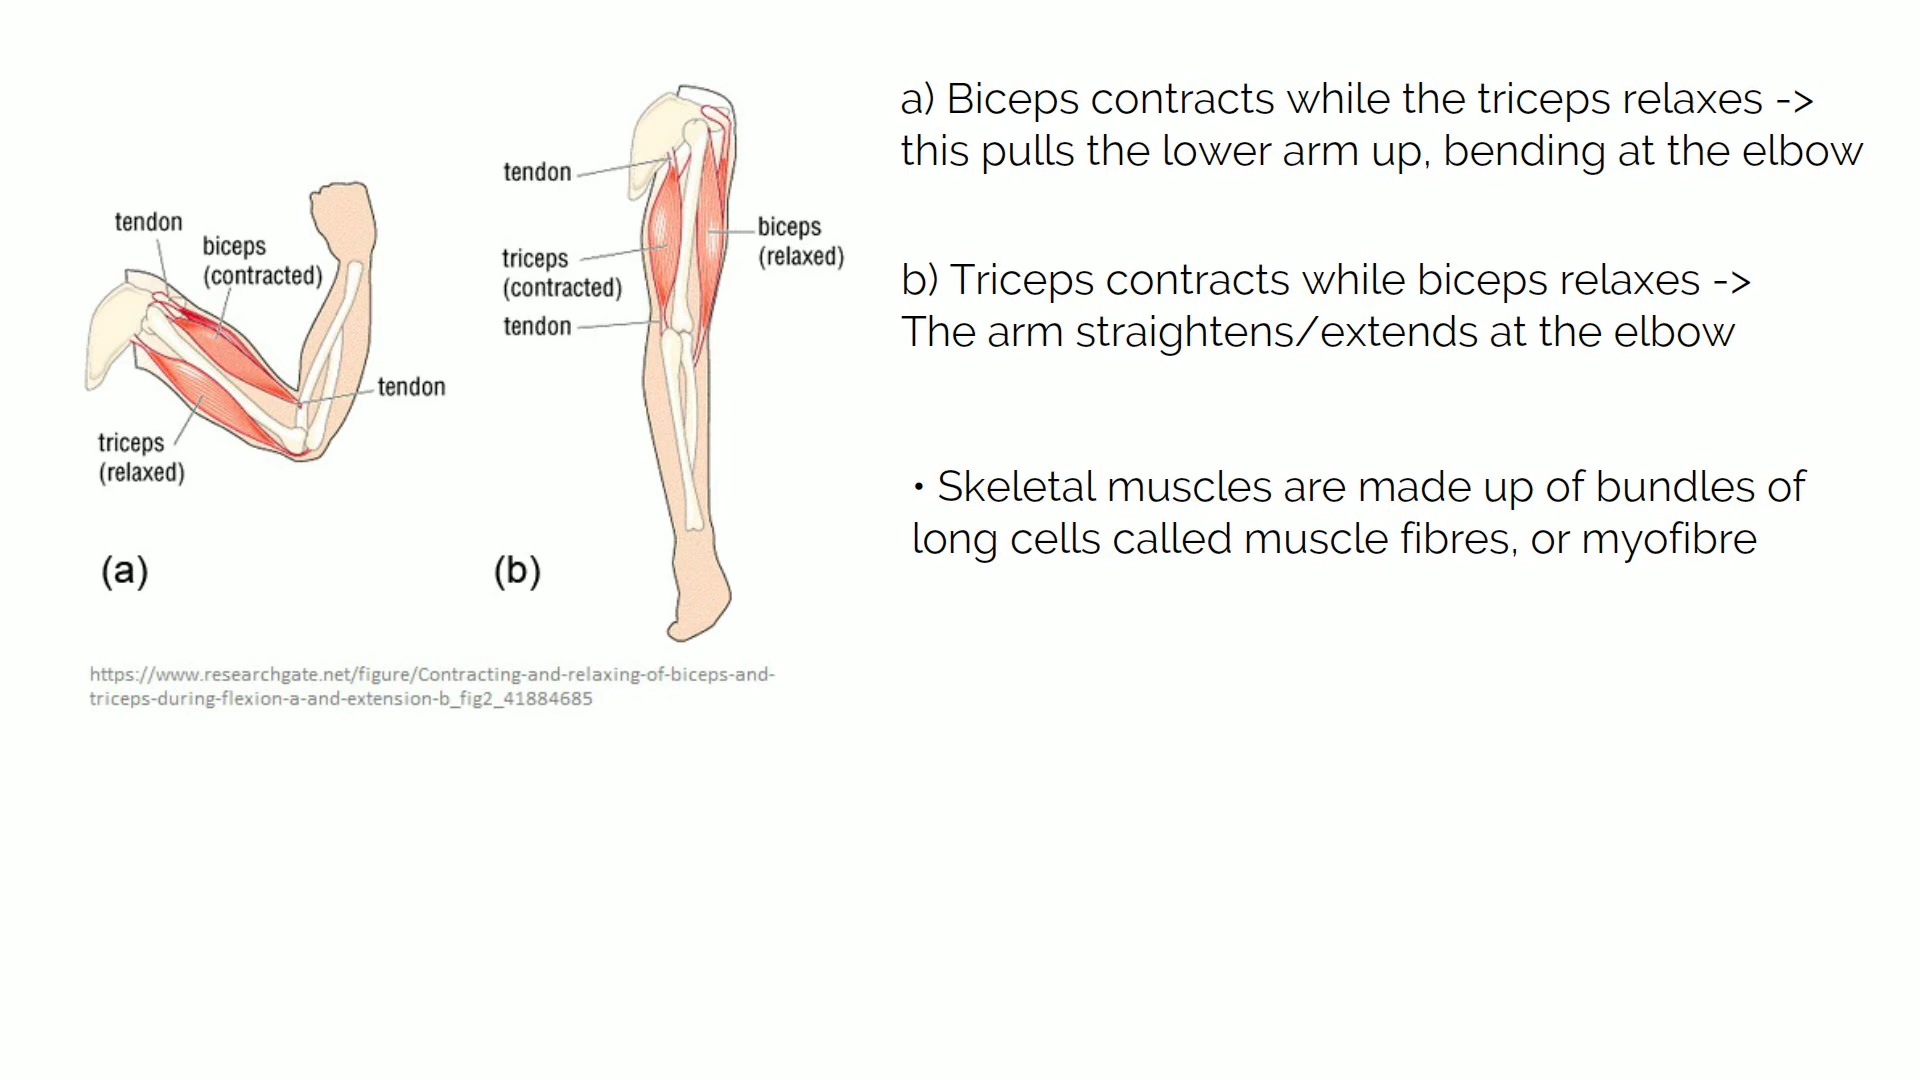 tendon
biceps
(contracted)
tendon
triceps
(relaxed)
(a)
tendon
triceps
(contracted)
tendon
biceps
(relaxed)
(b)
https://www.researchgate.net/figure/Contracting-and-relaxing-of-biceps-and-
triceps-during-flexion-a-and-extension-b_fig2_41884685
a) Biceps contracts while the triceps relaxes ->
this pulls the lower arm up, bending at the elbow
b) Triceps contracts while biceps relaxes ->
The arm straightens/extends at the elbow
• Skeletal muscles are made up of bundles of
long cells called muscle fibres, or myofibre